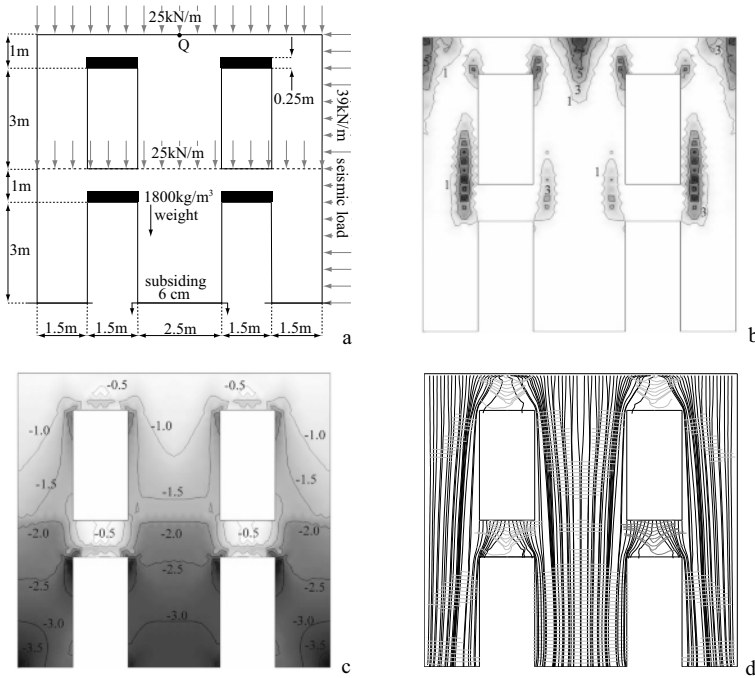 25kN/m
Q
1m
0.25m
3m
39kN/m seismic load
25kN/m
1m
1800kg/m³
weight
3m
subsiding
6 cm
1.5m 1.5m 2.5m 1.5m 1.5m
a
5 1 5 3 1 3 1
1 3 1 3
b
-0.5 -0.5
-1.0 -1.0
-1.5 -1.5
-2.0 -0.5 -2.0 -0.5 -2.0
-2.5 -2.5 -2.5
-3.0 -3.0 -3.0
-3.5 -3.5
c
d